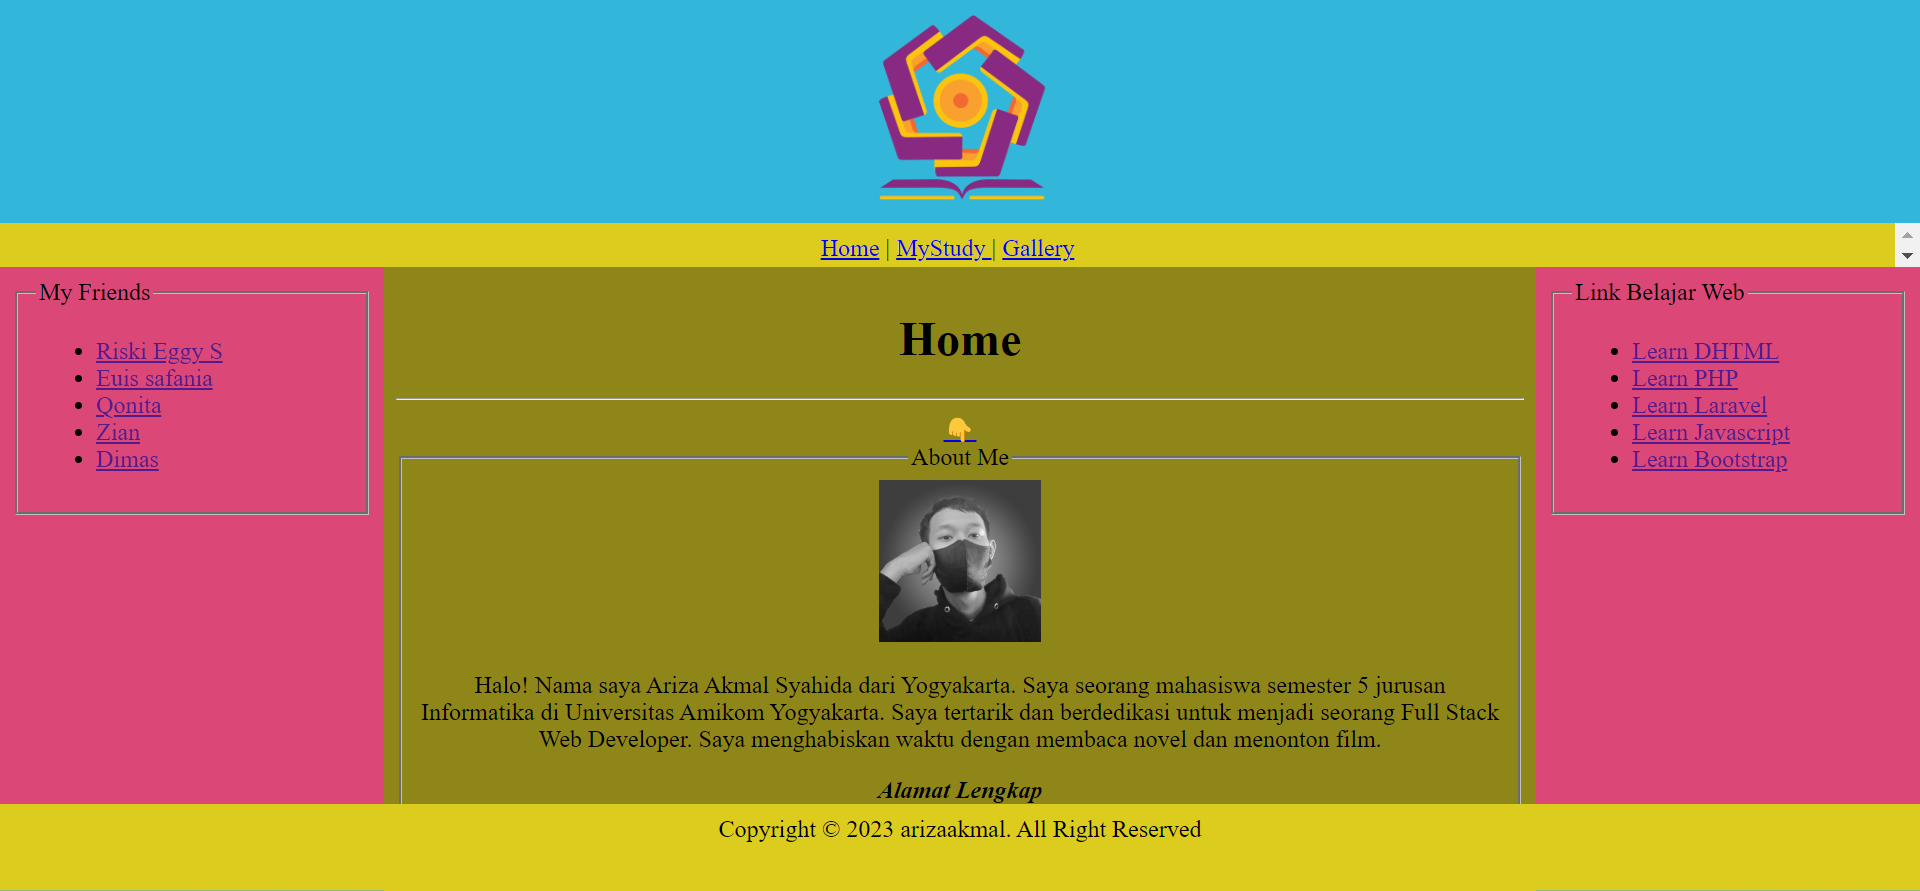 Home | MyStudy | Gallery
My Friends
Riski Eggy S
Euis safania
Qonita
Zian
Dimas
Home
About Me
Halo! Nama saya Ariza Akmal Syahida dari Yogyakarta. Saya seorang mahasiswa semester 5 jurusan
Informatika di Universitas Amikom Yogyakarta. Saya tertarik dan berdedikasi untuk menjadi seorang Full Stack
Web Developer. Saya menghabiskan waktu dengan membaca novel dan menonton film.
Alamat Lengkap
Link Belajar Web
Learn DHTML
Learn PHP
Learn Laravel
Learn Javascript
Learn Bootstrap
Copyright © 2023 arizaakmal. All Right Reserved